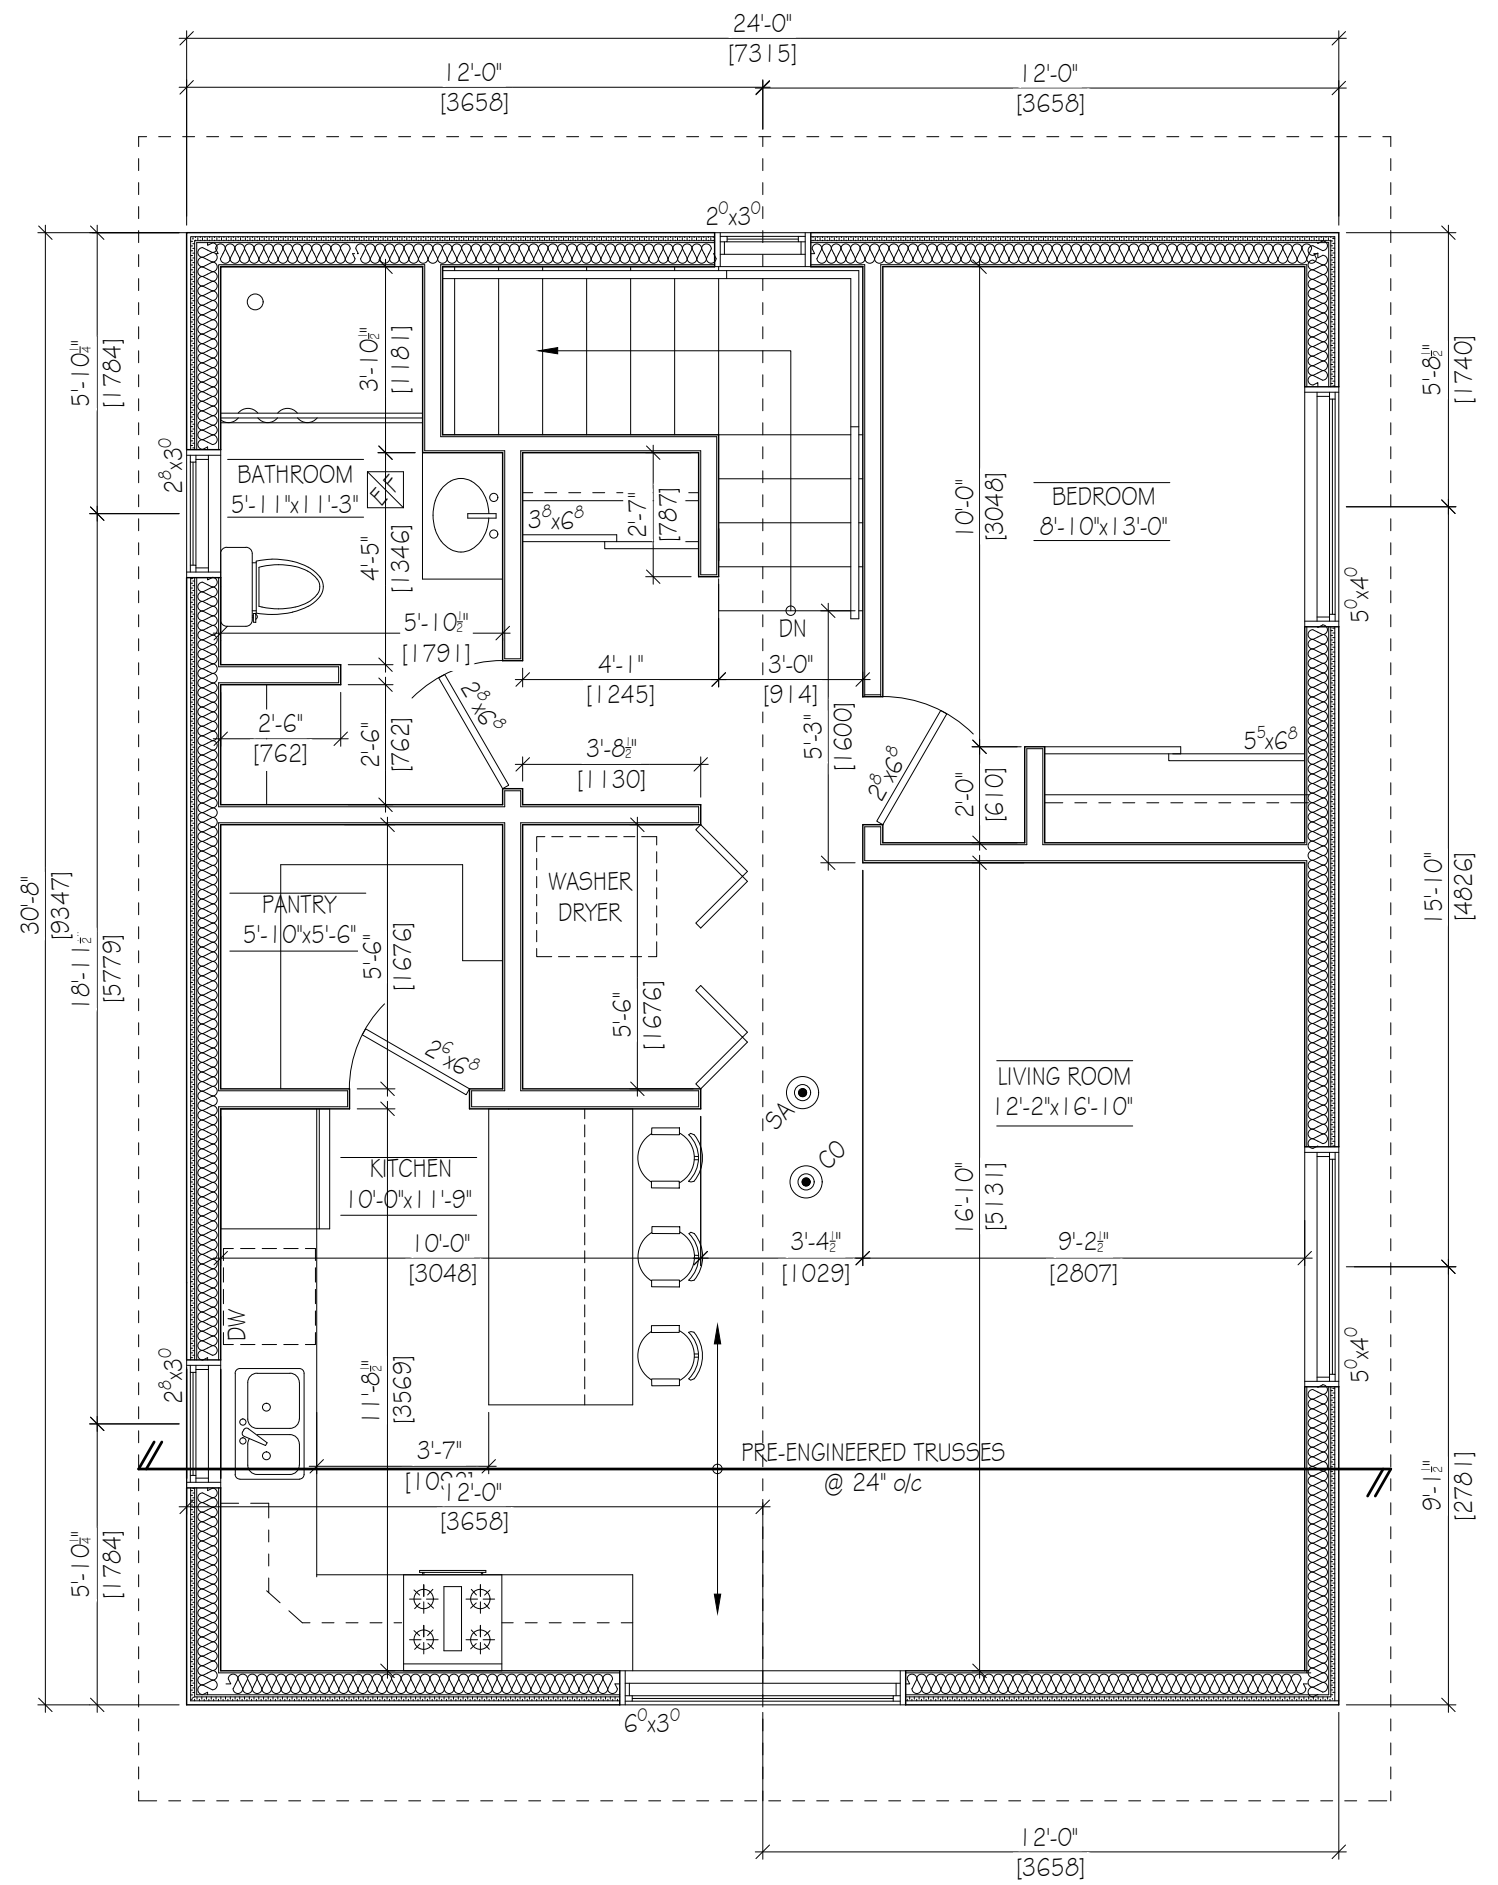 24'-0"
[7315]
12'-0"
[3658]
12'-0"
[3658]
2⁰x3⁰
5'-10¼"
[1784]
3'-10½"
[1181]
5'-8½"
[1740]
2⁸x3⁰
BATHROOM
5'-11"x11'-3"
EF
4'-5"
[1346]
3⁸x6⁸
2'-7"
[787]
10'-0"
[3048]
BEDROOM
8'-10"x13'-0"
5⁰x4⁰
5'-10½"
[1791]
DN
4'-1"
[1245]
3'-0"
[914]
2⁸x6⁸
2'-6"
[762]
2'-6"
[762]
3'-8½"
[1130]
5'-3"
[1600]
2⁸x6⁸
2'-0"
[610]
5⁵x6⁸
30'-8"
[9347]
18'-11½"
[5779]
PANTRY
5'-10"x5'-6"
5'-6"
[1676]
WASHER
DRYER
5'-6"
[1676]
15'-10"
[4826]
2⁶x6⁸
SA
CO
LIVING ROOM
12'-2"x16'-10"
KITCHEN
10'-0"x11'-9"
16'-10"
[5131]
10'-0"
[3048]
3'-4½"
[1029]
9'-2½"
[2807]
DW
2⁸x3⁰
11'-8½"
[3569]
5⁰x4⁰
3'-7"
PRE-ENGINEERED TRUSSES
@ 24" o/c
12'-0"
[3658]
5'-10¼"
[1784]
9'-1½"
[2781]
6⁰x3⁰
12'-0"
[3658]